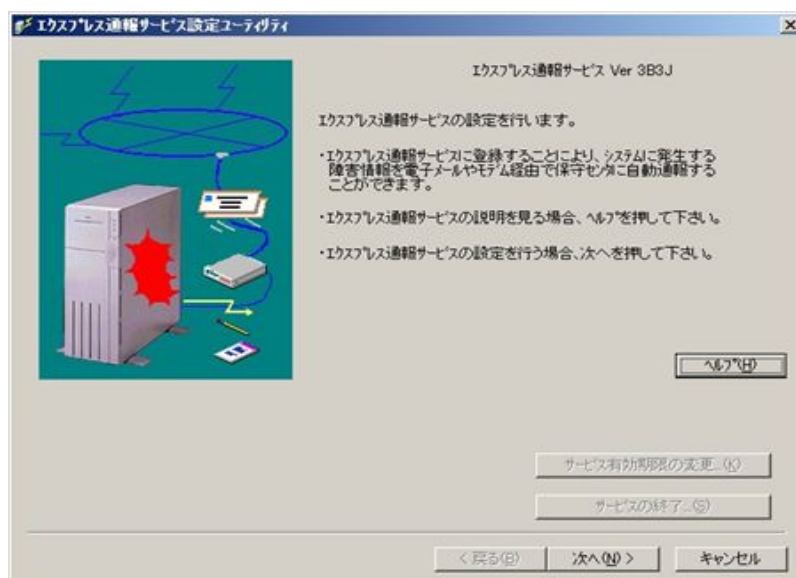 エクスプレス通報サービス設定ユーティリティ
エクスプレス通報サービス Ver 3B3J
エクスプレス通報サービスの設定を行います。
・エクスプレス通報サービスに登録することにより、システムに発生する
障害情報を電子メールやモデム経由で保守センタに自動通報する
ことができます。
・エクスプレス通報サービスの説明を見る場合、ヘルプを押して下さい。
・エクスプレス通報サービスの設定を行う場合、次へを押して下さい。
ヘルプ(H)
サービス有効期限の変更...(K)
サービスの終了...(S)
< 戻る(B)
次へ(N) >
キャンセル